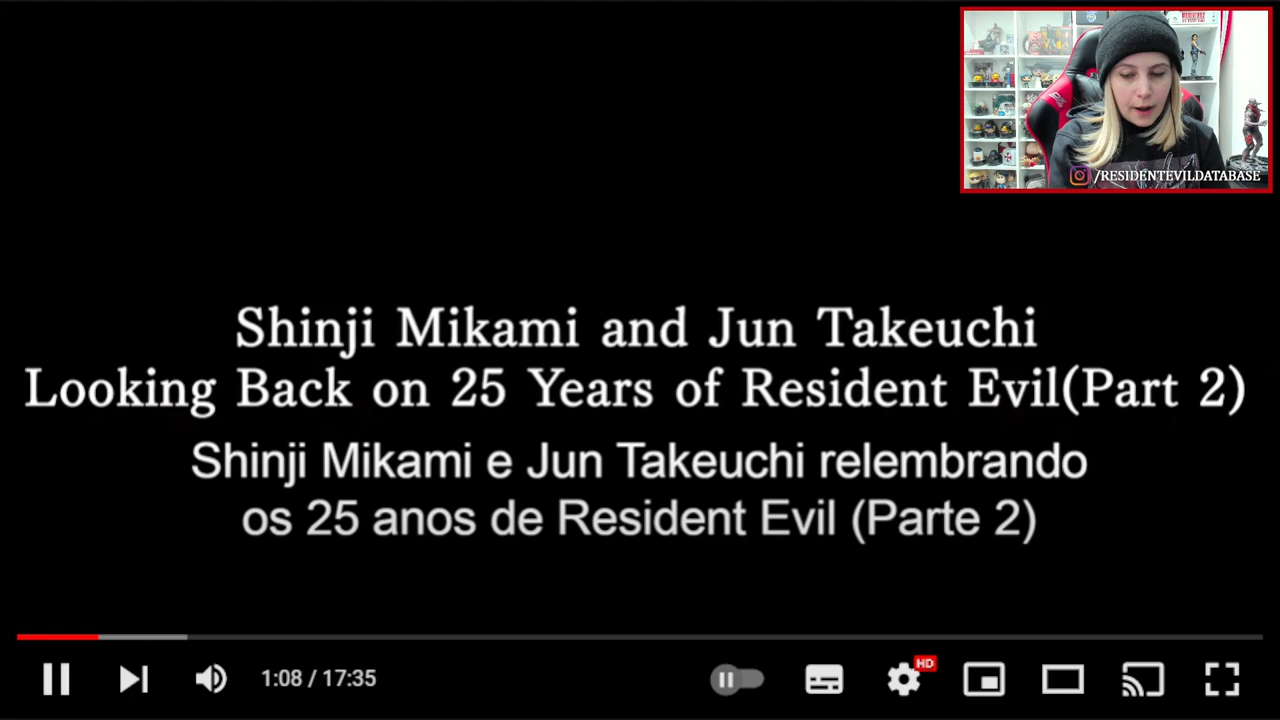 /RESIDENTEVILDATABASE
Shinji Mikami and Jun Takeuchi
Looking Back on 25 Years of Resident Evil(Part 2)
Shinji Mikami e Jun Takeuchi relembrando
os 25 anos de Resident Evil (Parte 2)
1:08 / 17:35
HD